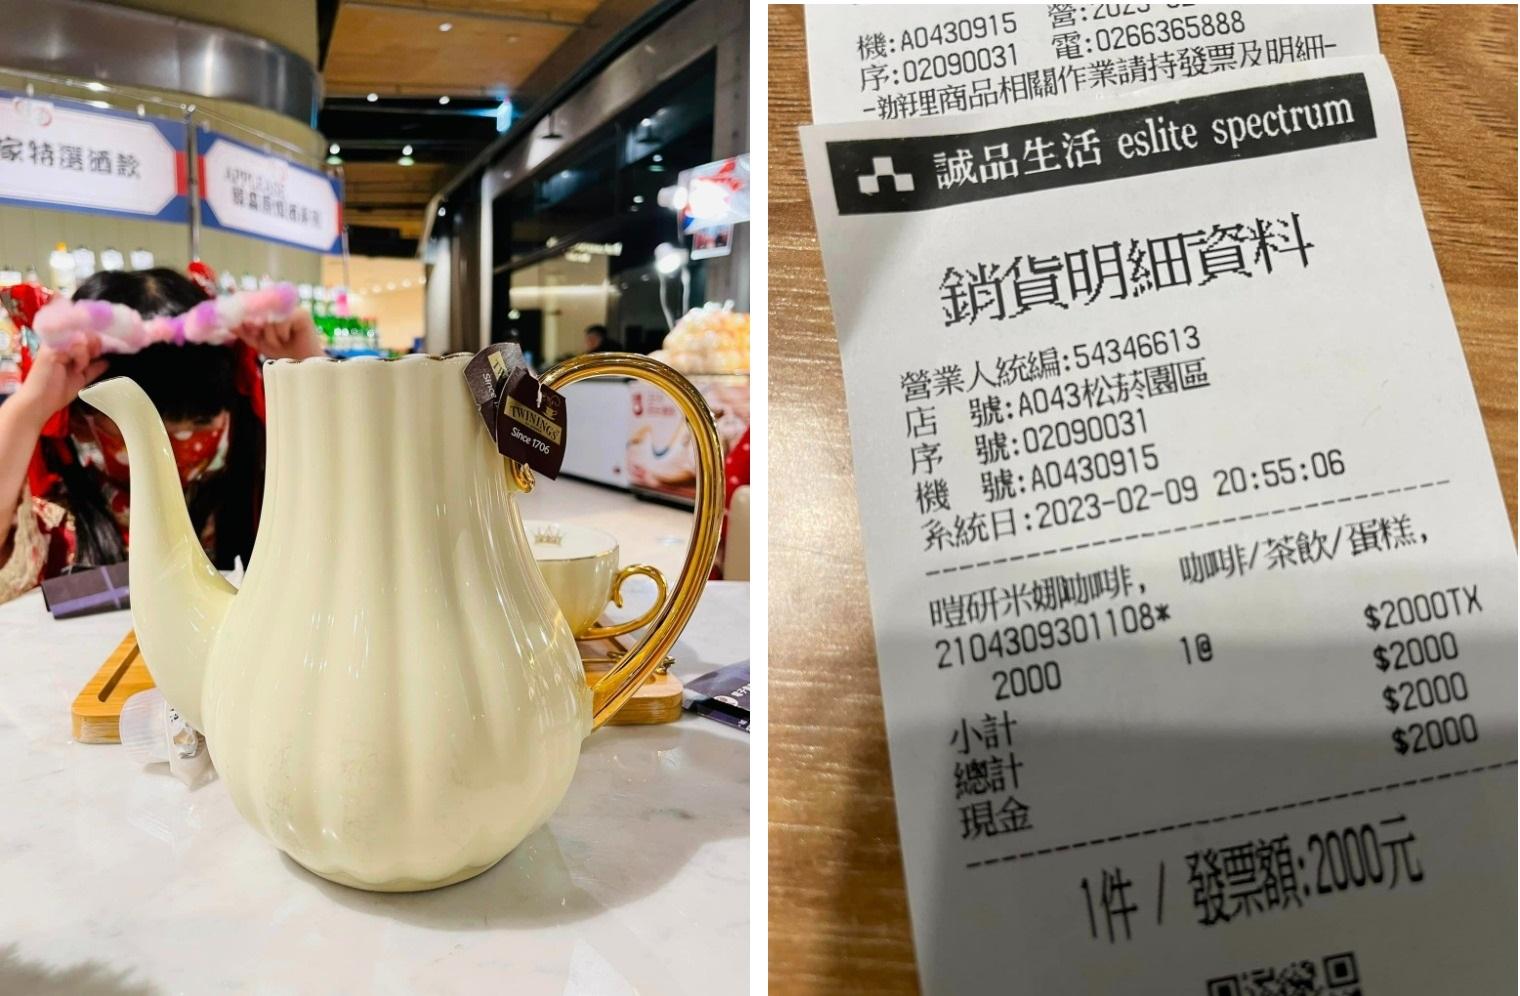 家特選酒款
TWININGS
Since 1706
機:A0430915
序:02090031 電:0266365888
-辦理商品相關作業請持發票及明細-
誠品生活 eslite spectrum
銷貨明細資料
營業人統編:54346613
店 號:A043松菸園區
序 號:02090031
機 號:A0430915
系統日:2023-02-09 20:55:06
暟研米娜咖啡, 咖啡/茶飲/蛋糕,
2104309301108* $2000TX
2000 1@ $2000
小計 $2000
總計 $2000
現金
1件 / 發票額:2000元